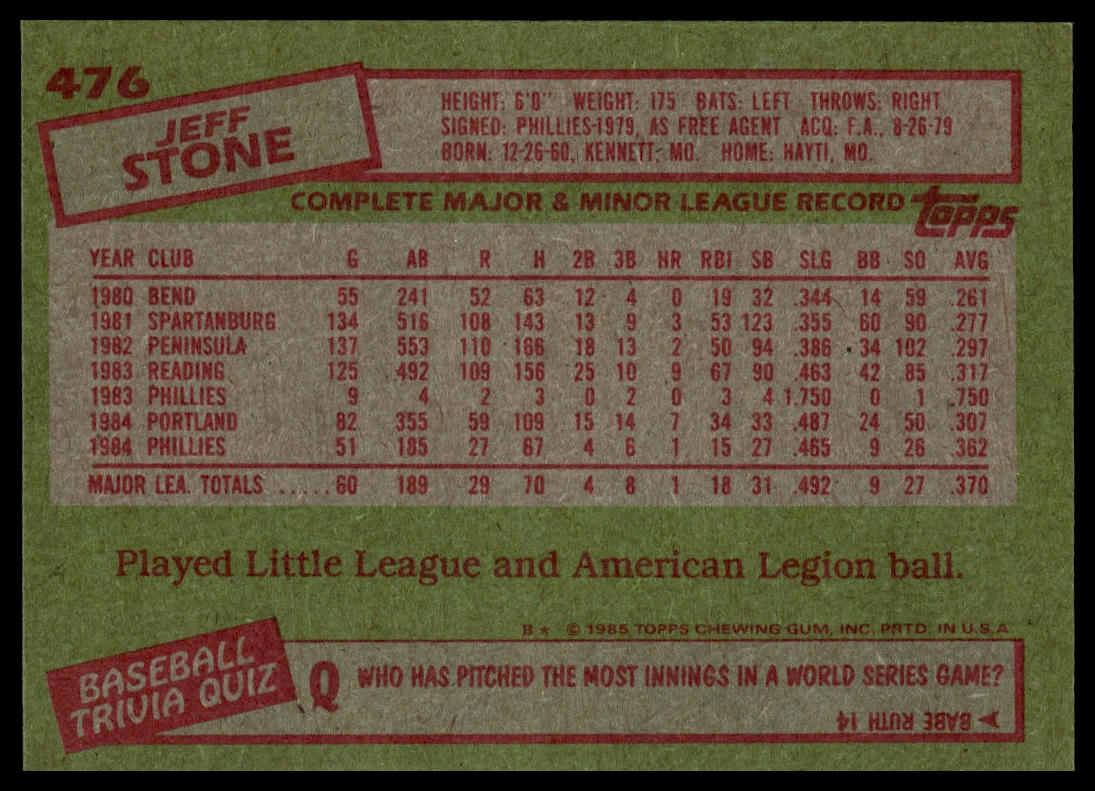 476
JEFF
STONE
HEIGHT: 6'0" WEIGHT: 175 BATS: LEFT THROWS: RIGHT
SIGNED: PHILLIES-1979, AS FREE AGENT ACQ: F.A., 8-26-79
BORN: 12-26-60, KENNETT, MO. HOME: HAYTI, MO.
COMPLETE MAJOR & MINOR LEAGUE RECORD topps
YEAR CLUB G AB R H 2B 3B HR RBI SB SLG BB SO AVG
1980 BEND 55 241 52 63 12 4 0 19 32 .344 14 59 .261
1981 SPARTANBURG 134 516 108 143 13 9 3 53 123 .355 60 90 .277
1982 PENINSULA 137 553 110 166 18 13 2 50 94 .386 34 102 .297
1983 READING 125 492 109 156 25 10 9 67 90 .463 42 85 .317
1983 PHILLIES 9 4 2 3 0 2 0 3 4 1.750 0 1 .750
1984 PORTLAND 82 355 59 109 15 14 7 34 33 .487 24 50 .307
1984 PHILLIES 51 185 27 67 4 6 1 15 27 .465 9 26 .362
MAJOR LEA. TOTALS .....60 189 29 70 4 8 1 18 31 .492 9 27 .370
Played Little League and American Legion ball.
B★ © 1985 TOPPS CHEWING GUM, INC. PRTD. IN U.S.A.
BASEBALL
TRIVIA QUIZ
Q WHO HAS PITCHED THE MOST INNINGS IN A WORLD SERIES GAME?
➤ BABE RUTH 14